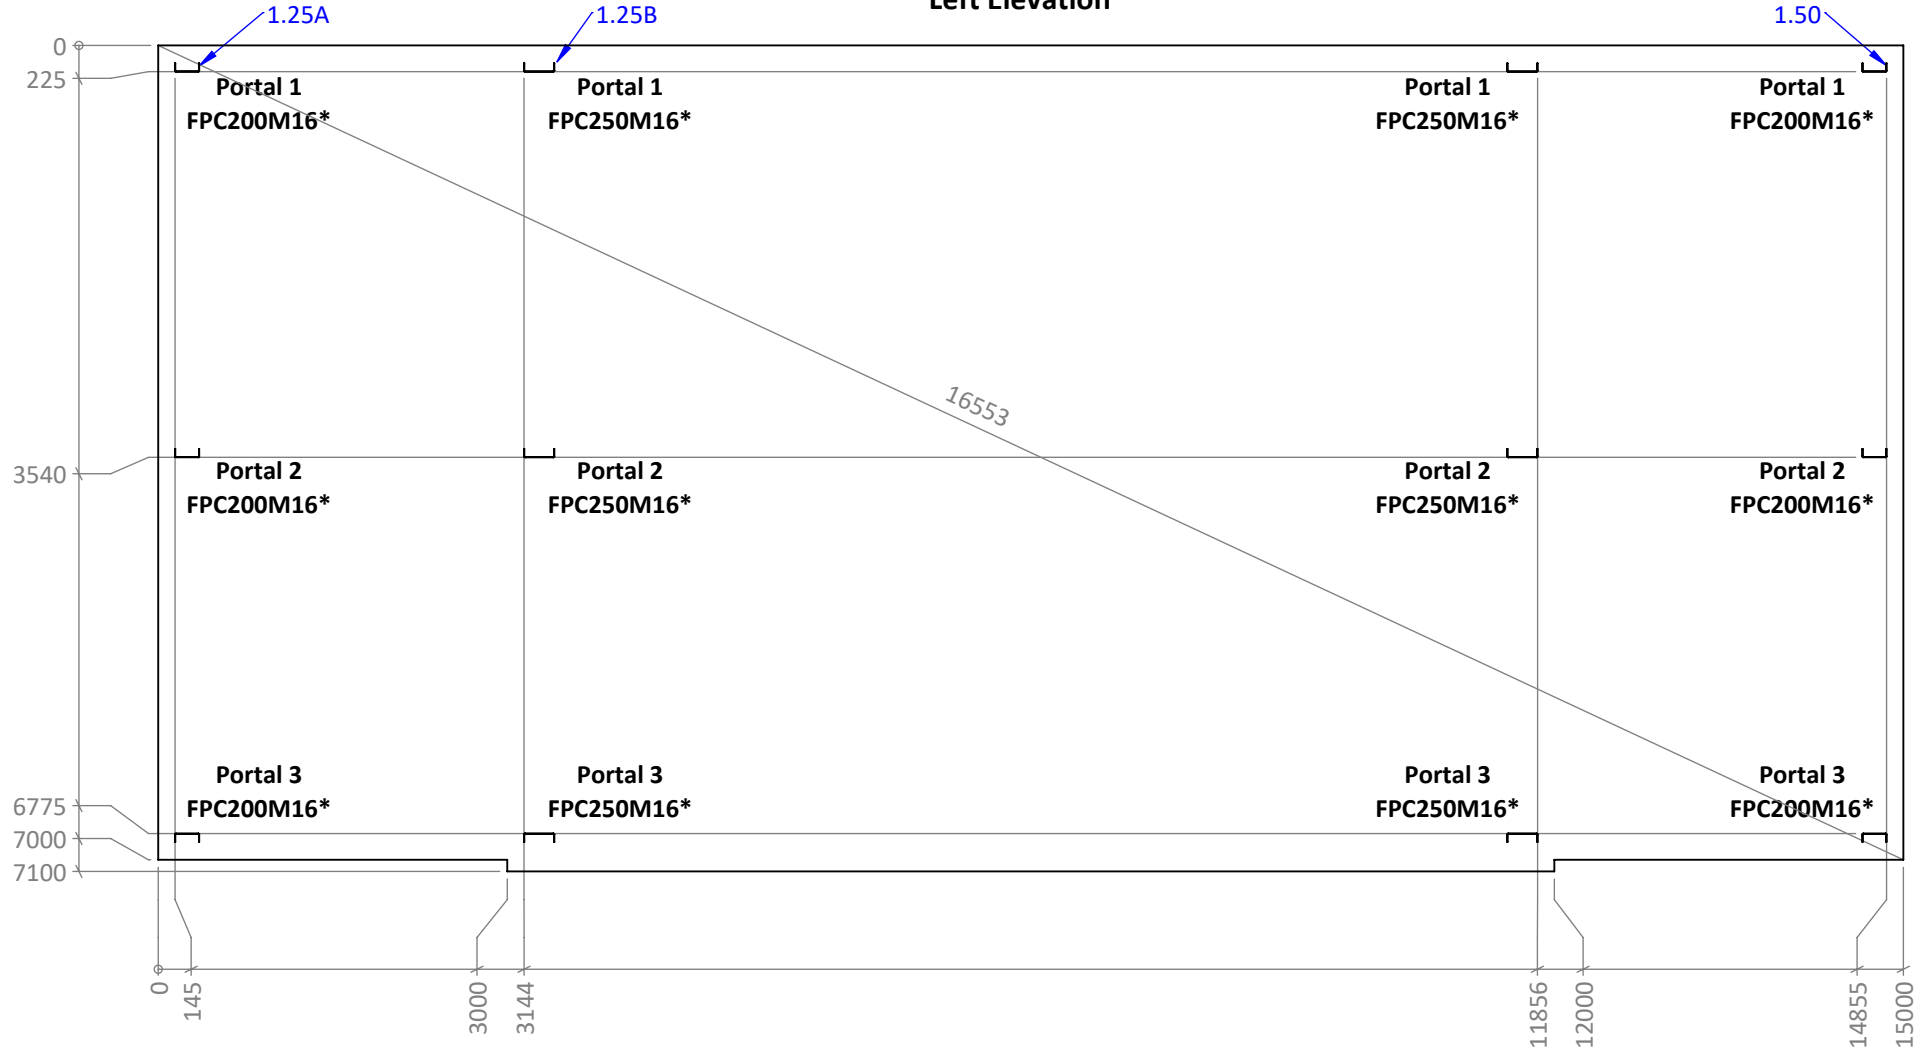 Left Elevation
1.25A
1.25B
1.50
0
225
Portal 1
FPC200M16*
Portal 1
FPC250M16*
Portal 1
FPC250M16*
Portal 1
FPC200M16*
16553
3540
Portal 2
FPC200M16*
Portal 2
FPC250M16*
Portal 2
FPC250M16*
Portal 2
FPC200M16*
Portal 3
FPC200M16*
Portal 3
FPC250M16*
Portal 3
FPC250M16*
Portal 3
FPC200M16*
6775
7000
7100
0
145
3000
3144
11856
12000
14855
15000